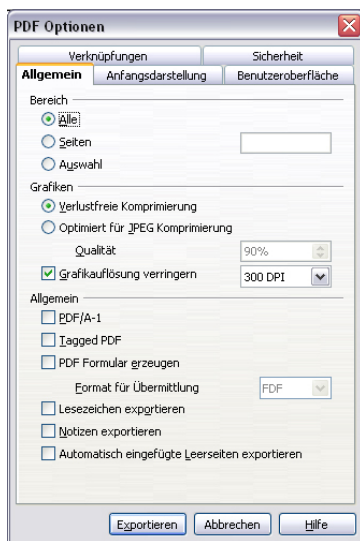 PDF Optionen
Verknüpfungen Sicherheit
Allgemein Anfangsdarstellung Benutzeroberfläche
Bereich
Alle
Seiten
Auswahl
Grafiken
Verlustfreie Komprimierung
Optimiert für JPEG Komprimierung
Qualität 90%
Grafikauflösung verringern 300 DPI
Allgemein
PDF/A-1
Tagged PDF
PDF Formular erzeugen
Format für Übermittlung FDF
Lesezeichen exportieren
Notizen exportieren
Automatisch eingefügte Leerseiten exportieren
Exportieren Abbrechen Hilfe